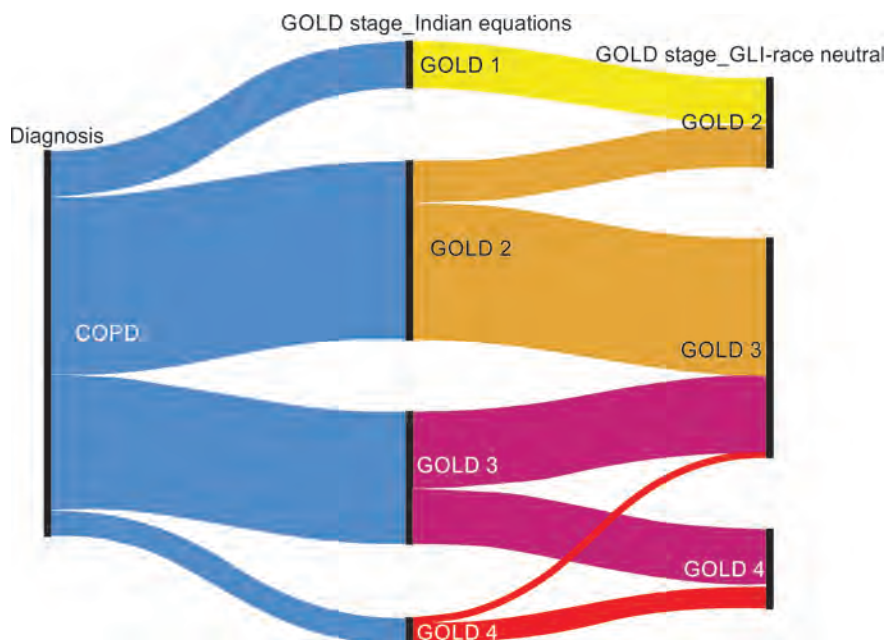 GOLD stage_Indian equations
GOLD stage_GLI-race neutral
Diagnosis
COPD
GOLD 1
GOLD 2
GOLD 3
GOLD 4
GOLD 2
GOLD 3
GOLD 4